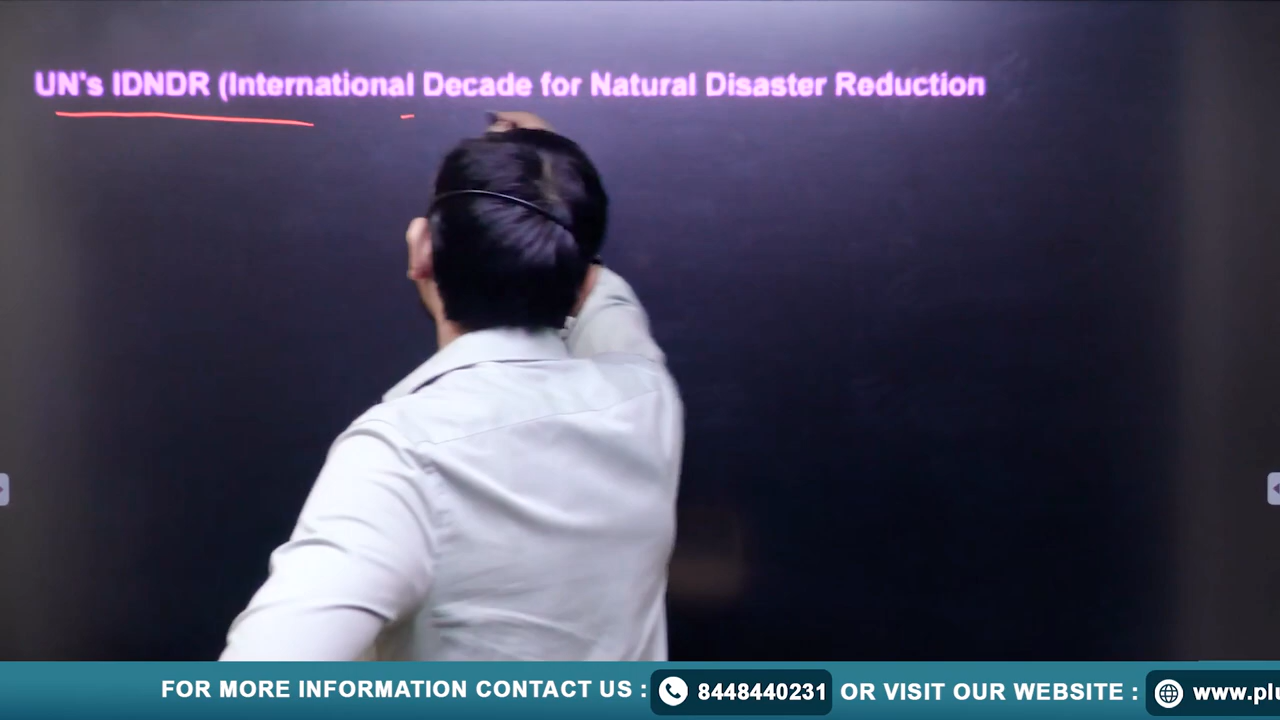 UN's IDNDR (International Decade for Natural Disaster Reduction
FOR MORE INFORMATION CONTACT US : 8448440231 OR VISIT OUR WEBSITE : www.plu